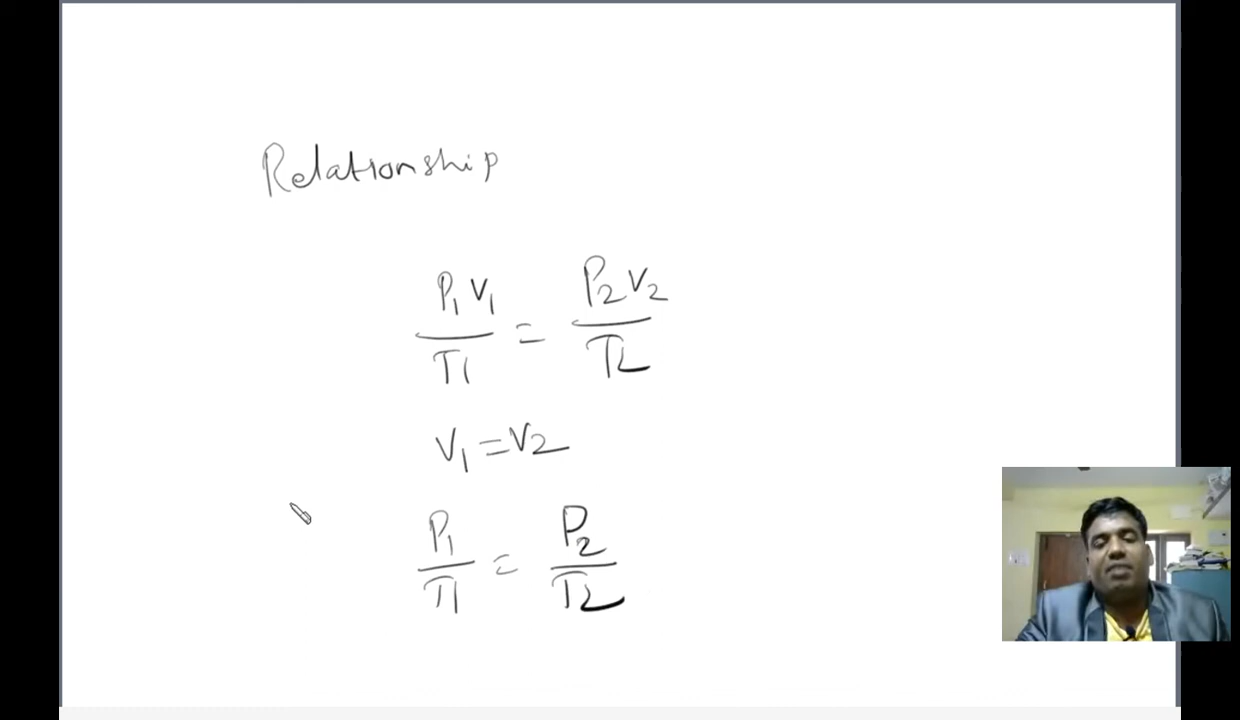 Relationship
P1 V1 / T1 = P2 V2 / T2
V1 = V2
P1 / T1 = P2 / T2